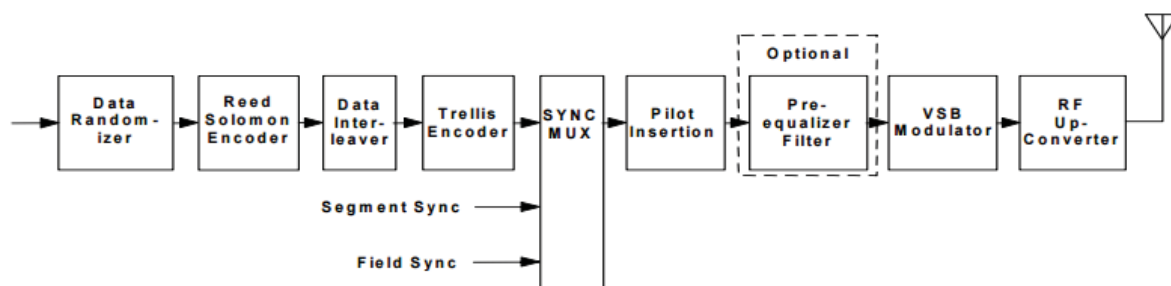 Optional
Data
Random-
izer
Reed
Solomon
Encoder
Data
Inter-
leaver
Trellis
Encoder
SYNC
MUX
Pilot
Insertion
Pre-
equalizer
Filter
VSB
Modulator
RF
Up-
Converter
Segment Sync
Field Sync